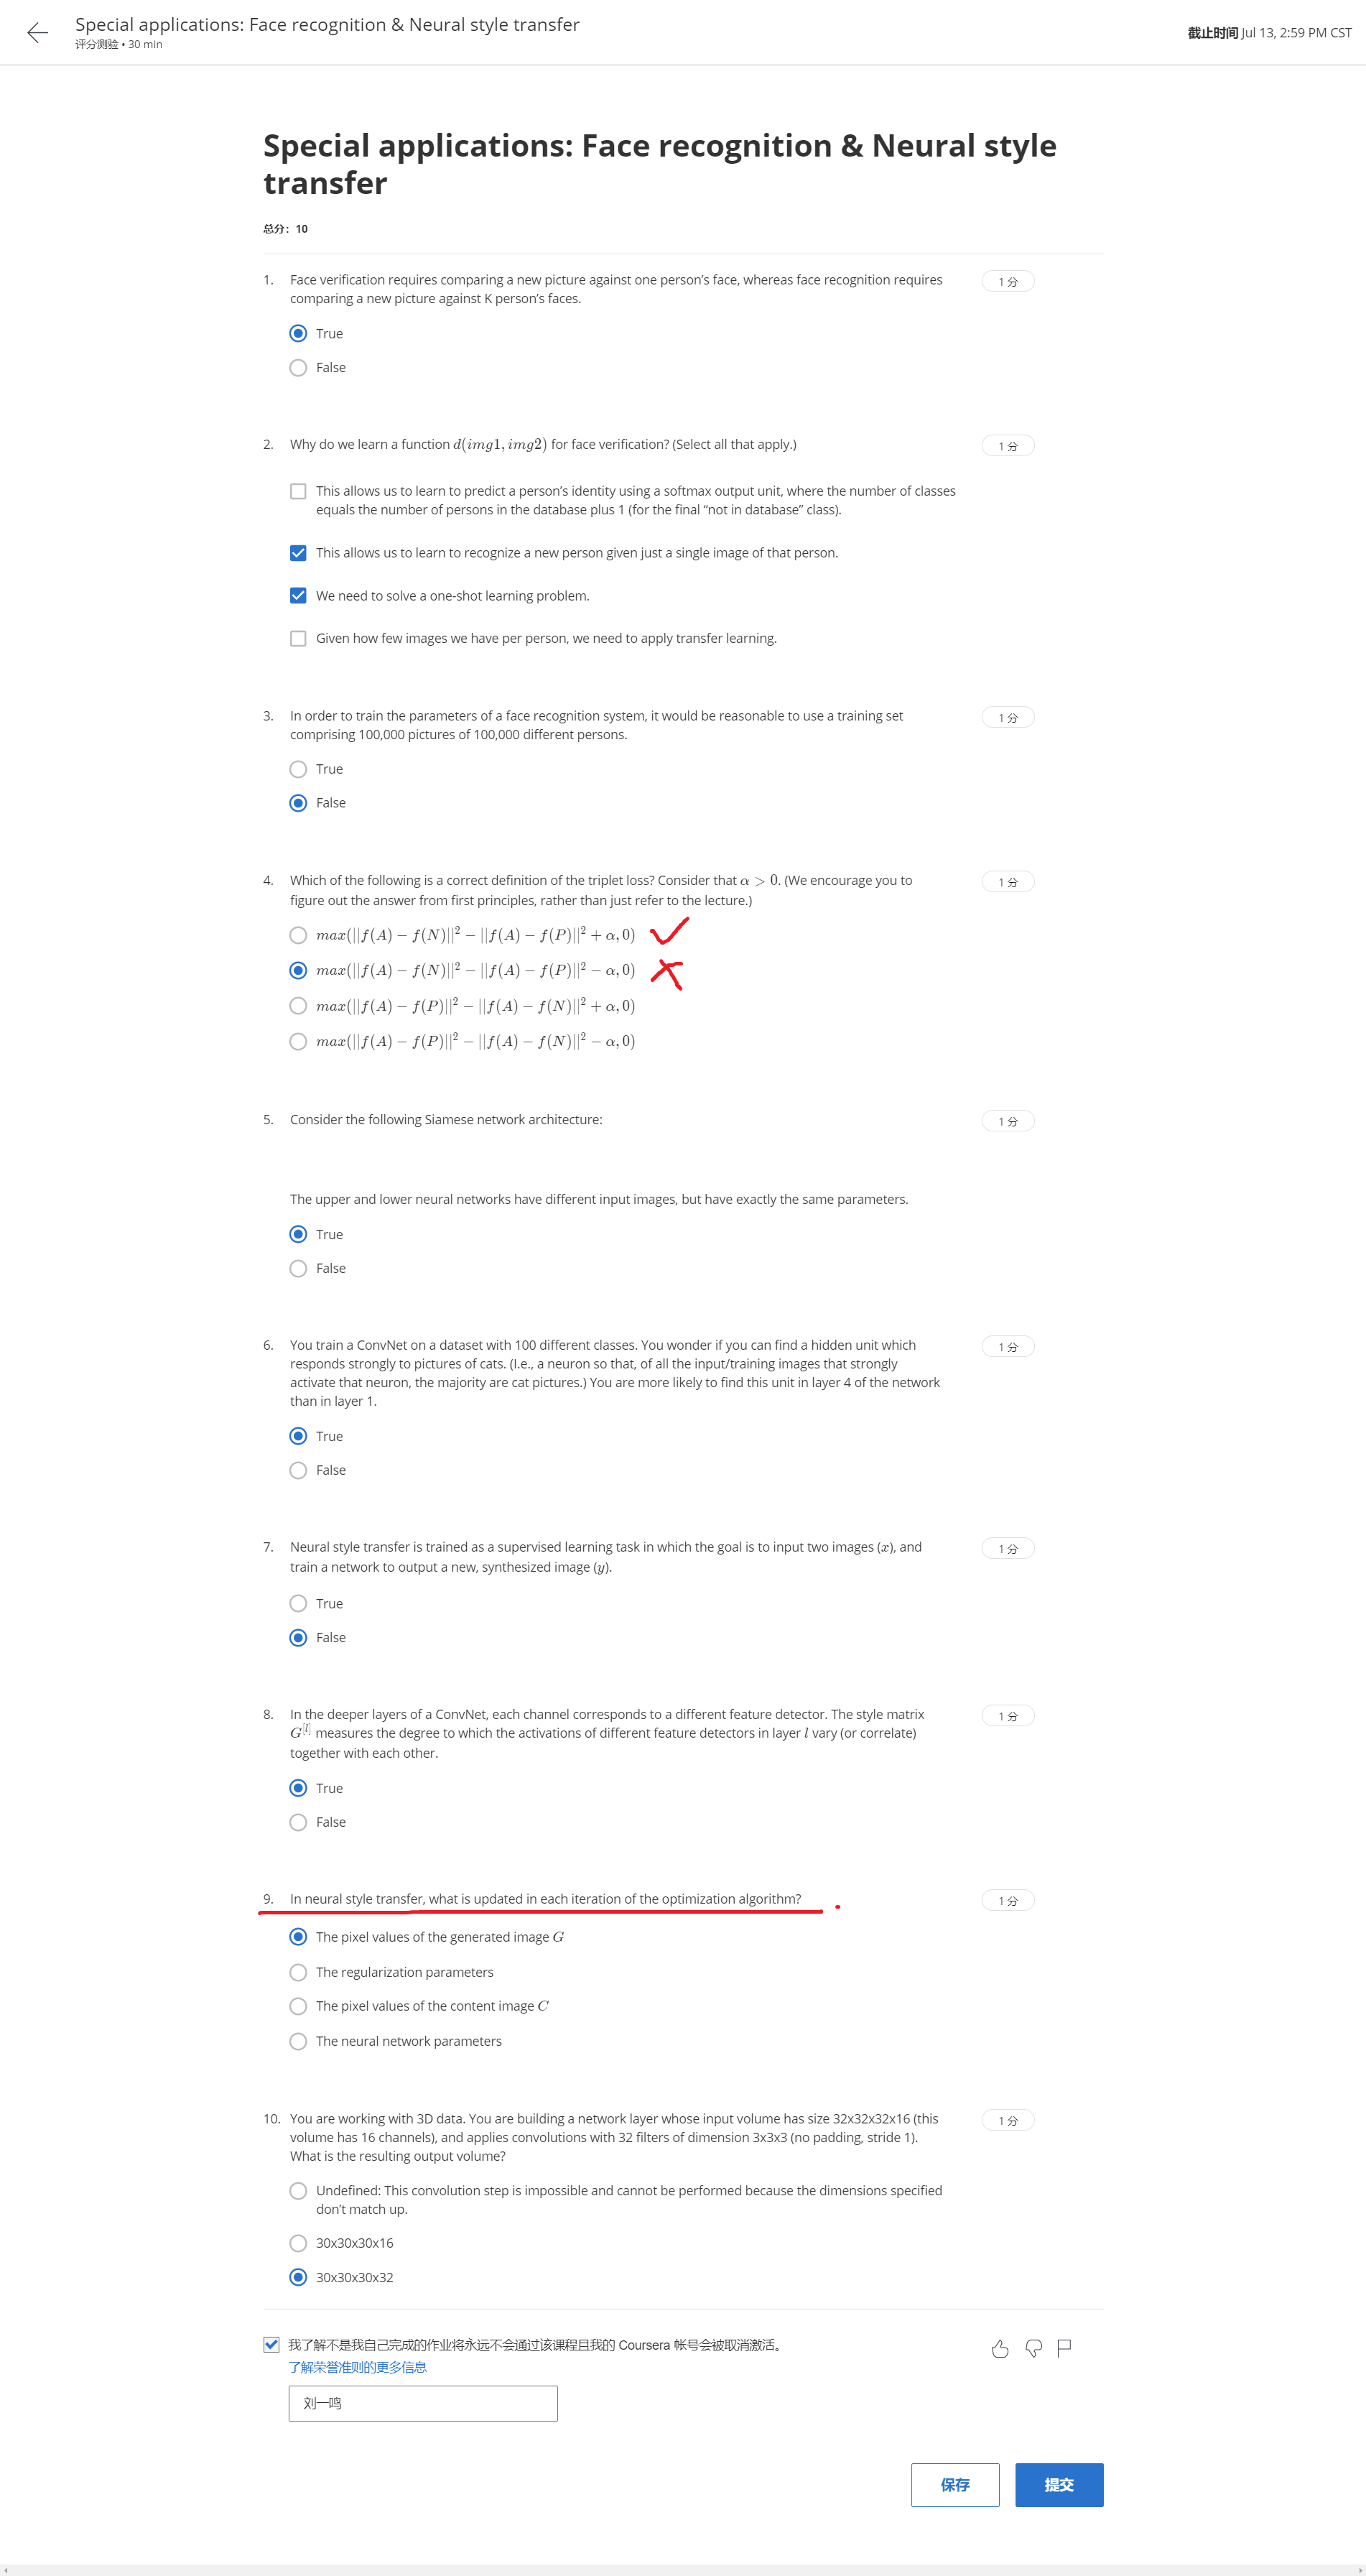 Special applications: Face recognition & Neural style transfer
评分测验 • 30 min
截止时间 Jul 13, 2:59 PM CST
Special applications: Face recognition & Neural style
transfer
总分：10
1. Face verification requires comparing a new picture against one person’s face, whereas face recognition requires
comparing a new picture against K person’s faces.
1 分
True
False
2. Why do we learn a function d(img1, img2) for face verification? (Select all that apply.)
1 分
This allows us to learn to predict a person’s identity using a softmax output unit, where the number of classes
equals the number of persons in the database plus 1 (for the final “not in database” class).
This allows us to learn to recognize a new person given just a single image of that person.
We need to solve a one-shot learning problem.
Given how few images we have per person, we need to apply transfer learning.
3. In order to train the parameters of a face recognition system, it would be reasonable to use a training set
comprising 100,000 pictures of 100,000 different persons.
1 分
True
False
4. Which of the following is a correct definition of the triplet loss? Consider that α > 0. (We encourage you to
figure out the answer from first principles, rather than just refer to the lecture.)
1 分
max(||f(A) − f(N)||² − ||f(A) − f(P)||² + α, 0)
max(||f(A) − f(N)||² − ||f(A) − f(P)||² − α, 0)
max(||f(A) − f(P)||² − ||f(A) − f(N)||² + α, 0)
max(||f(A) − f(P)||² − ||f(A) − f(N)||² − α, 0)
5. Consider the following Siamese network architecture:
1 分
The upper and lower neural networks have different input images, but have exactly the same parameters.
True
False
6. You train a ConvNet on a dataset with 100 different classes. You wonder if you can find a hidden unit which
responds strongly to pictures of cats. (I.e., a neuron so that, of all the input/training images that strongly
activate that neuron, the majority are cat pictures.) You are more likely to find this unit in layer 4 of the network
than in layer 1.
1 分
True
False
7. Neural style transfer is trained as a supervised learning task in which the goal is to input two images (x), and
train a network to output a new, synthesized image (y).
1 分
True
False
8. In the deeper layers of a ConvNet, each channel corresponds to a different feature detector. The style matrix
G^[l] measures the degree to which the activations of different feature detectors in layer l vary (or correlate)
together with each other.
1 分
True
False
9. In neural style transfer, what is updated in each iteration of the optimization algorithm?
1 分
The pixel values of the generated image G
The regularization parameters
The pixel values of the content image C
The neural network parameters
10. You are working with 3D data. You are building a network layer whose input volume has size 32x32x32x16 (this
volume has 16 channels), and applies convolutions with 32 filters of dimension 3x3x3 (no padding, stride 1).
What is the resulting output volume?
1 分
Undefined: This convolution step is impossible and cannot be performed because the dimensions specified
don’t match up.
30x30x30x16
30x30x30x32
我了解不是我自己完成的作业将永远不会通过该课程且我的 Coursera 帐号会被取消激活。
了解荣誉准则的更多信息
刘一鸣
保存
提交